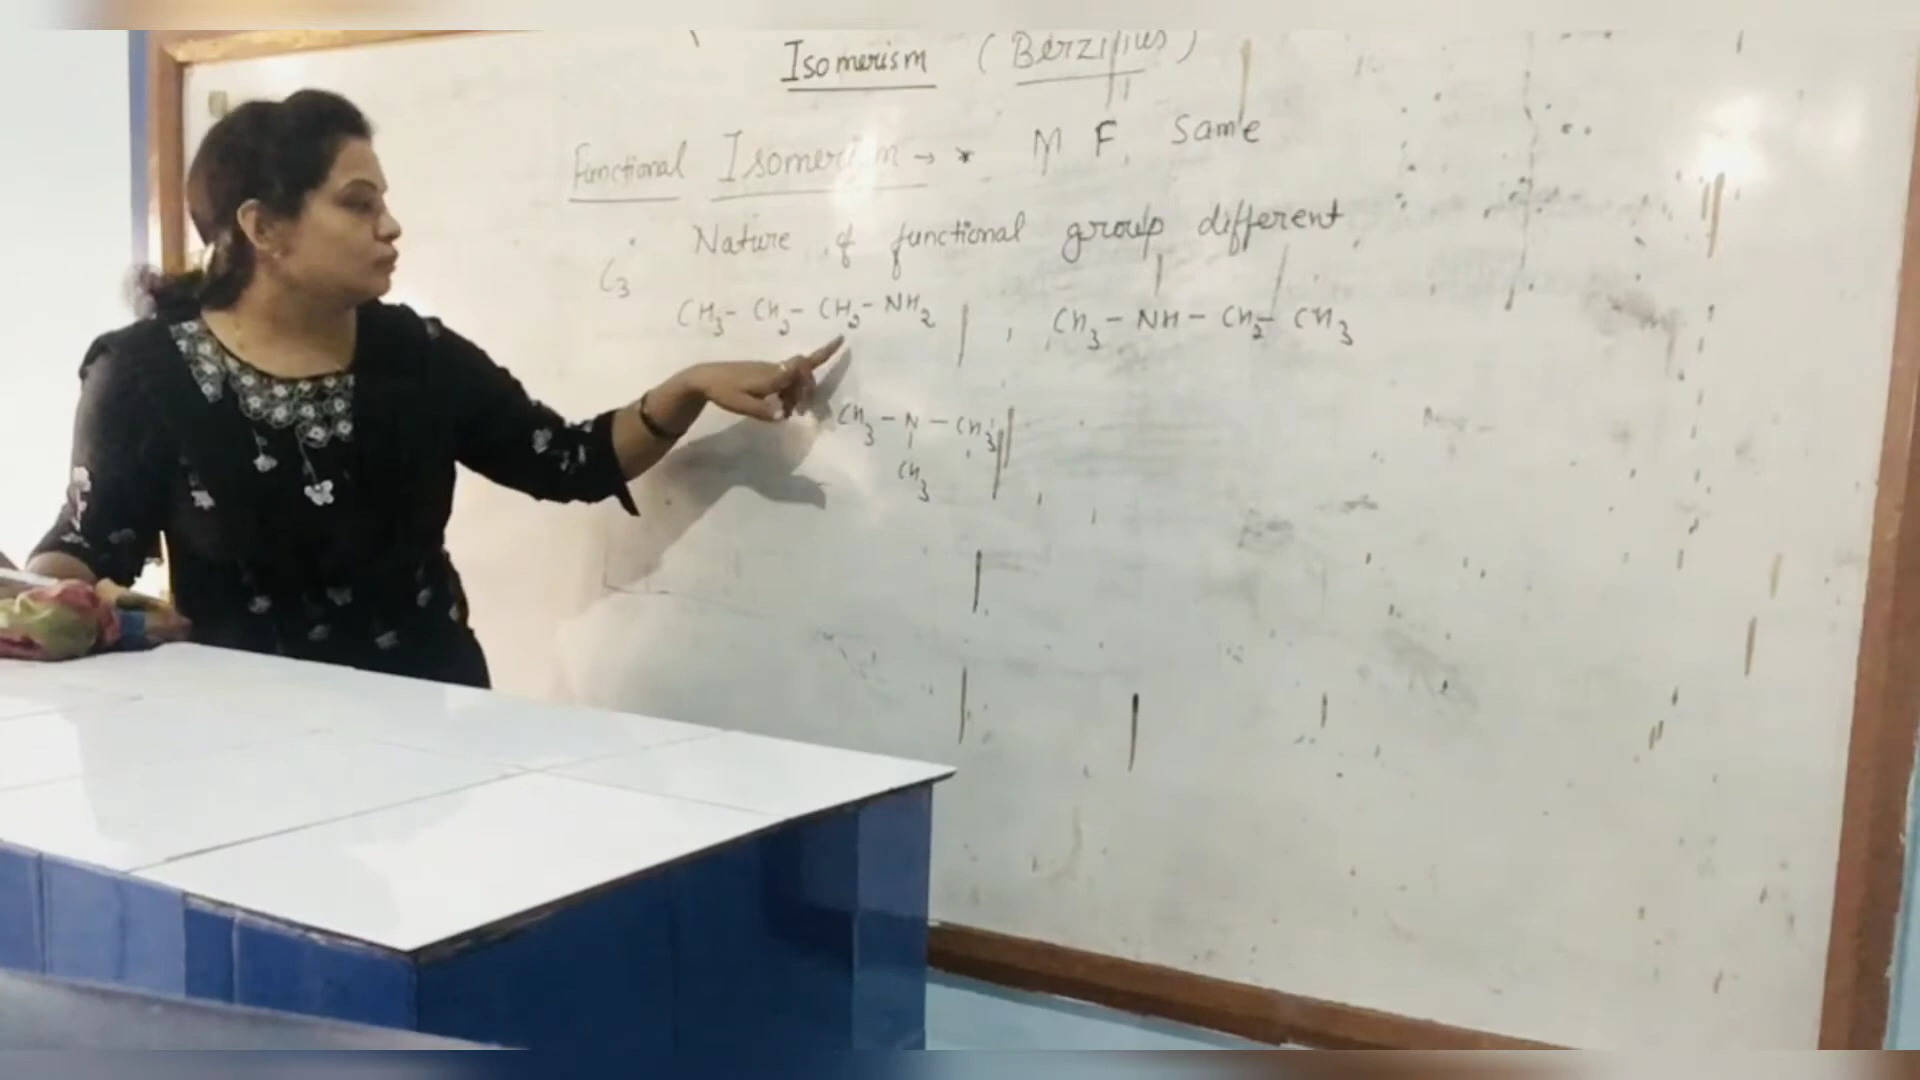 Isomerism (Berzilius)
Functional Isomerism → * M F, Same
Nature of functional group different
C3
CH3 - CH2 - CH2 - NH2 , CH3 - NH - CH2 - CH3
CH3 - N - CH3
CH3